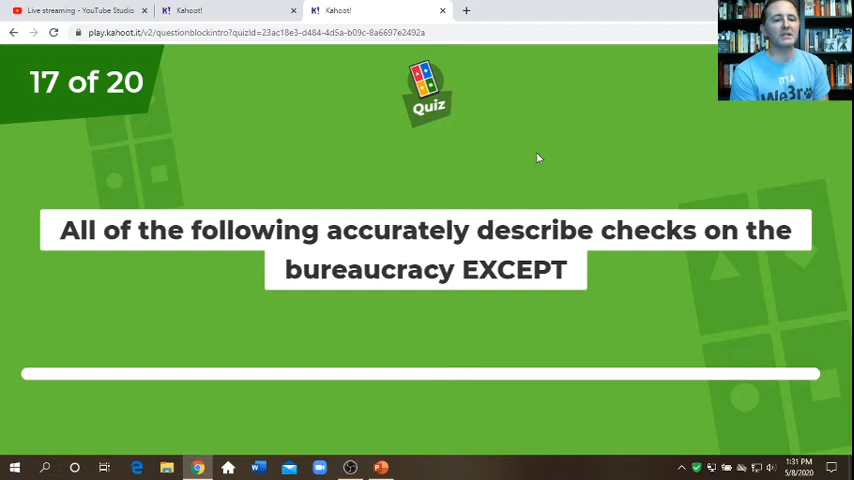 Live streaming - YouTube Studio
Kahoot!
Kahoot!
play.kahoot.it/v2/questionblockintro?quizId=23ac18e3-d484-4d5a-b09c-8a6697e2492a
17 of 20
Quiz
IT'S A
We3r
All of the following accurately describe checks on the
bureaucracy EXCEPT
1:31 PM
5/8/2020